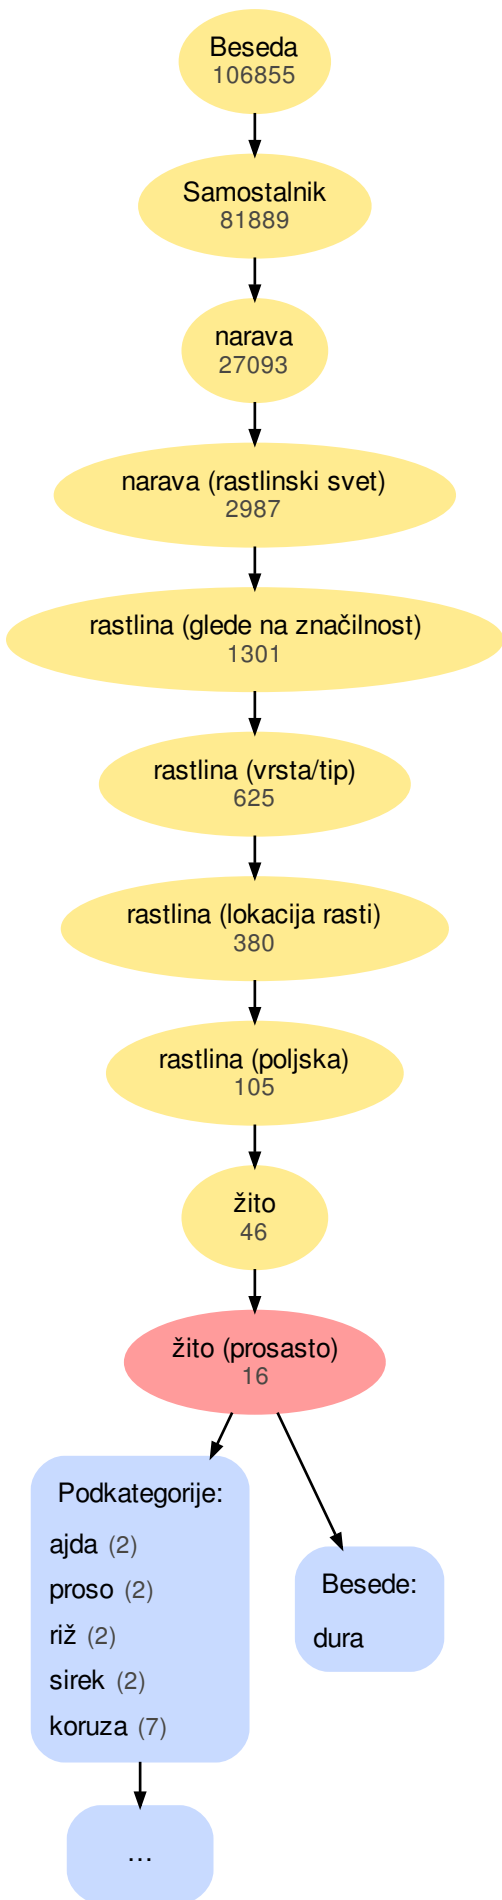 Beseda
106855
Samostalnik
81889
narava
27093
narava (rastlinski svet)
2987
rastlina (glede na značilnost)
1301
rastlina (vrsta/tip)
625
rastlina (lokacija rasti)
380
rastlina (poljska)
105
žito
46
žito (prosasto)
16
Podkategorije:
ajda (2)
proso (2)
riž (2)
sirek (2)
koruza (7)
Besede:
dura
...